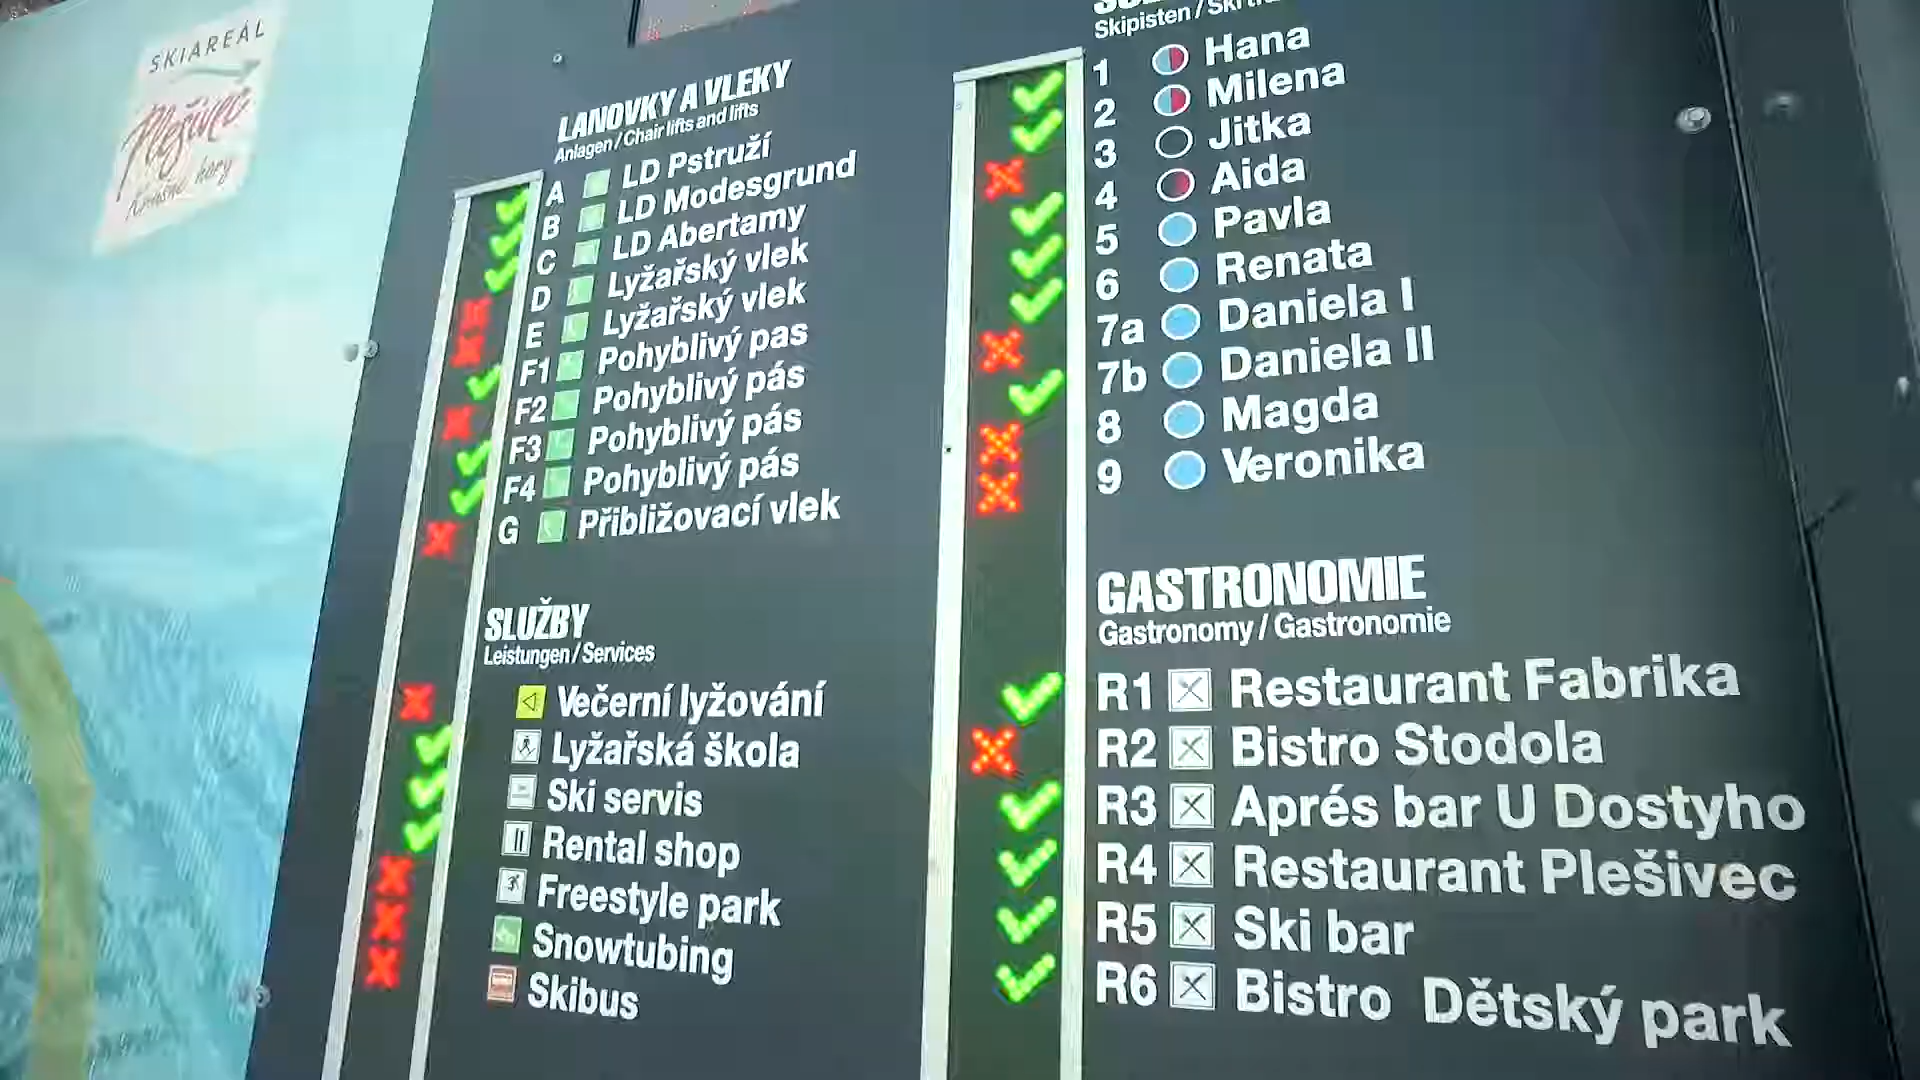 SKIAREÁL
Plešivec
Krušné hory
LANOVKY A VLEKY
Anlagen / Chair lifts and lifts
A LD Pstruží
B LD Modesgrund
C LD Abertamy
D Lyžařský vlek
E Lyžařský vlek
F1 Pohyblivý pas
F2 Pohyblivý pás
F3 Pohyblivý pás
F4 Pohyblivý pás
G Přibližovací vlek
SLUŽBY
Leistungen / Services
Večerní lyžování
Lyžařská škola
Ski servis
Rental shop
Freestyle park
Snowtubing
Skibus
Skipisten /
1 Hana
2 Milena
3 Jitka
4 Aida
5 Pavla
6 Renata
7a Daniela I
7b Daniela II
8 Magda
9 Veronika
GASTRONOMIE
Gastronomy / Gastronomie
R1 Restaurant Fabrika
R2 Bistro Stodola
R3 Aprés bar U Dostyho
R4 Restaurant Plešivec
R5 Ski bar
R6 Bistro Dětský park